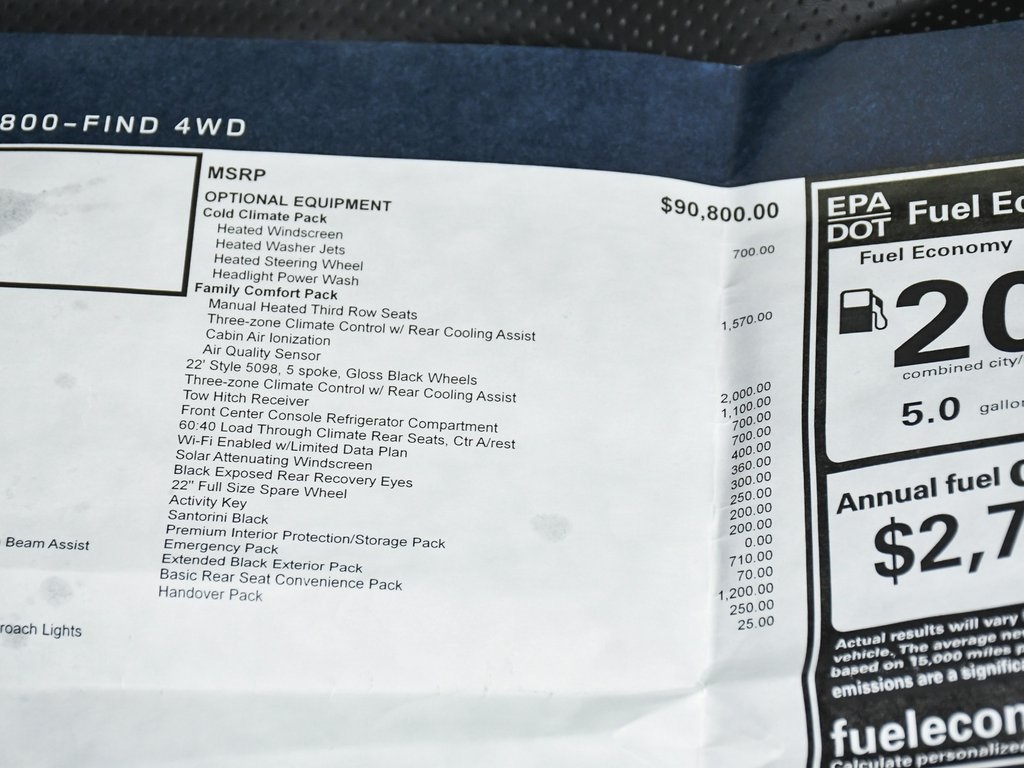 800-FIND 4WD
MSRP $90,800.00
OPTIONAL EQUIPMENT
Cold Climate Pack 700.00
Heated Windscreen
Heated Washer Jets
Heated Steering Wheel
Headlight Power Wash
Family Comfort Pack 1,570.00
Manual Heated Third Row Seats
Three-zone Climate Control w/ Rear Cooling Assist
Cabin Air Ionization
Air Quality Sensor
22' Style 5098, 5 spoke, Gloss Black Wheels 2,000.00
Three-zone Climate Control w/ Rear Cooling Assist 1,100.00
Tow Hitch Receiver 700.00
Front Center Console Refrigerator Compartment 700.00
60:40 Load Through Climate Rear Seats, Ctr A/rest 400.00
Wi-Fi Enabled w/Limited Data Plan 360.00
Solar Attenuating Windscreen 300.00
Black Exposed Rear Recovery Eyes 250.00
22" Full Size Spare Wheel 200.00
Activity Key 200.00
Santorini Black 0.00
Premium Interior Protection/Storage Pack 710.00
Emergency Pack 70.00
Extended Black Exterior Pack 1,200.00
Basic Rear Seat Convenience Pack 250.00
Handover Pack 25.00
Beam Assist
roach Lights
EPA
DOT
Fuel Ec
Fuel Economy
20
combined city/
5.0 gallo
Annual fuel
$2,7
Actual results will vary
vehicle. The average ne
based on 15,000 miles p
emissions are a signific
fuelecon
Calculate personalize